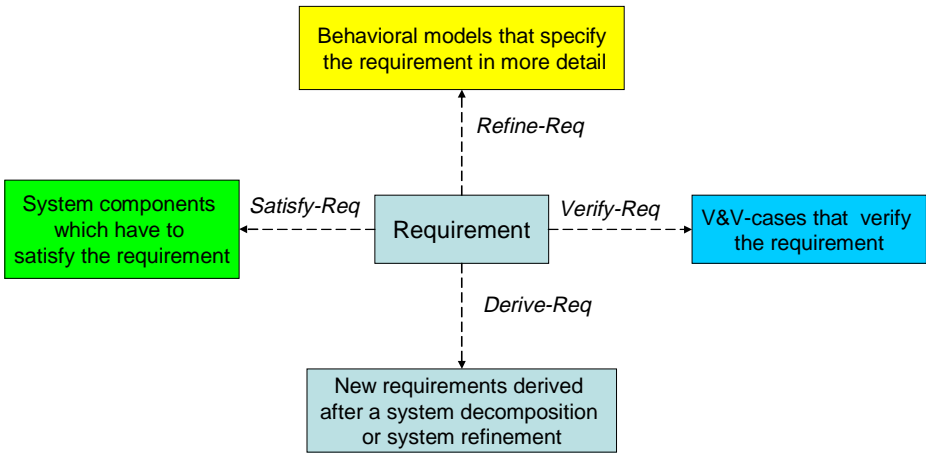 Behavioral models that specify
the requirement in more detail
Refine-Req
System components
which have to
satisfy the requirement
Satisfy-Req
Requirement
Verify-Req
V&V-cases that verify
the requirement
Derive-Req
New requirements derived
after a system decomposition
or system refinement